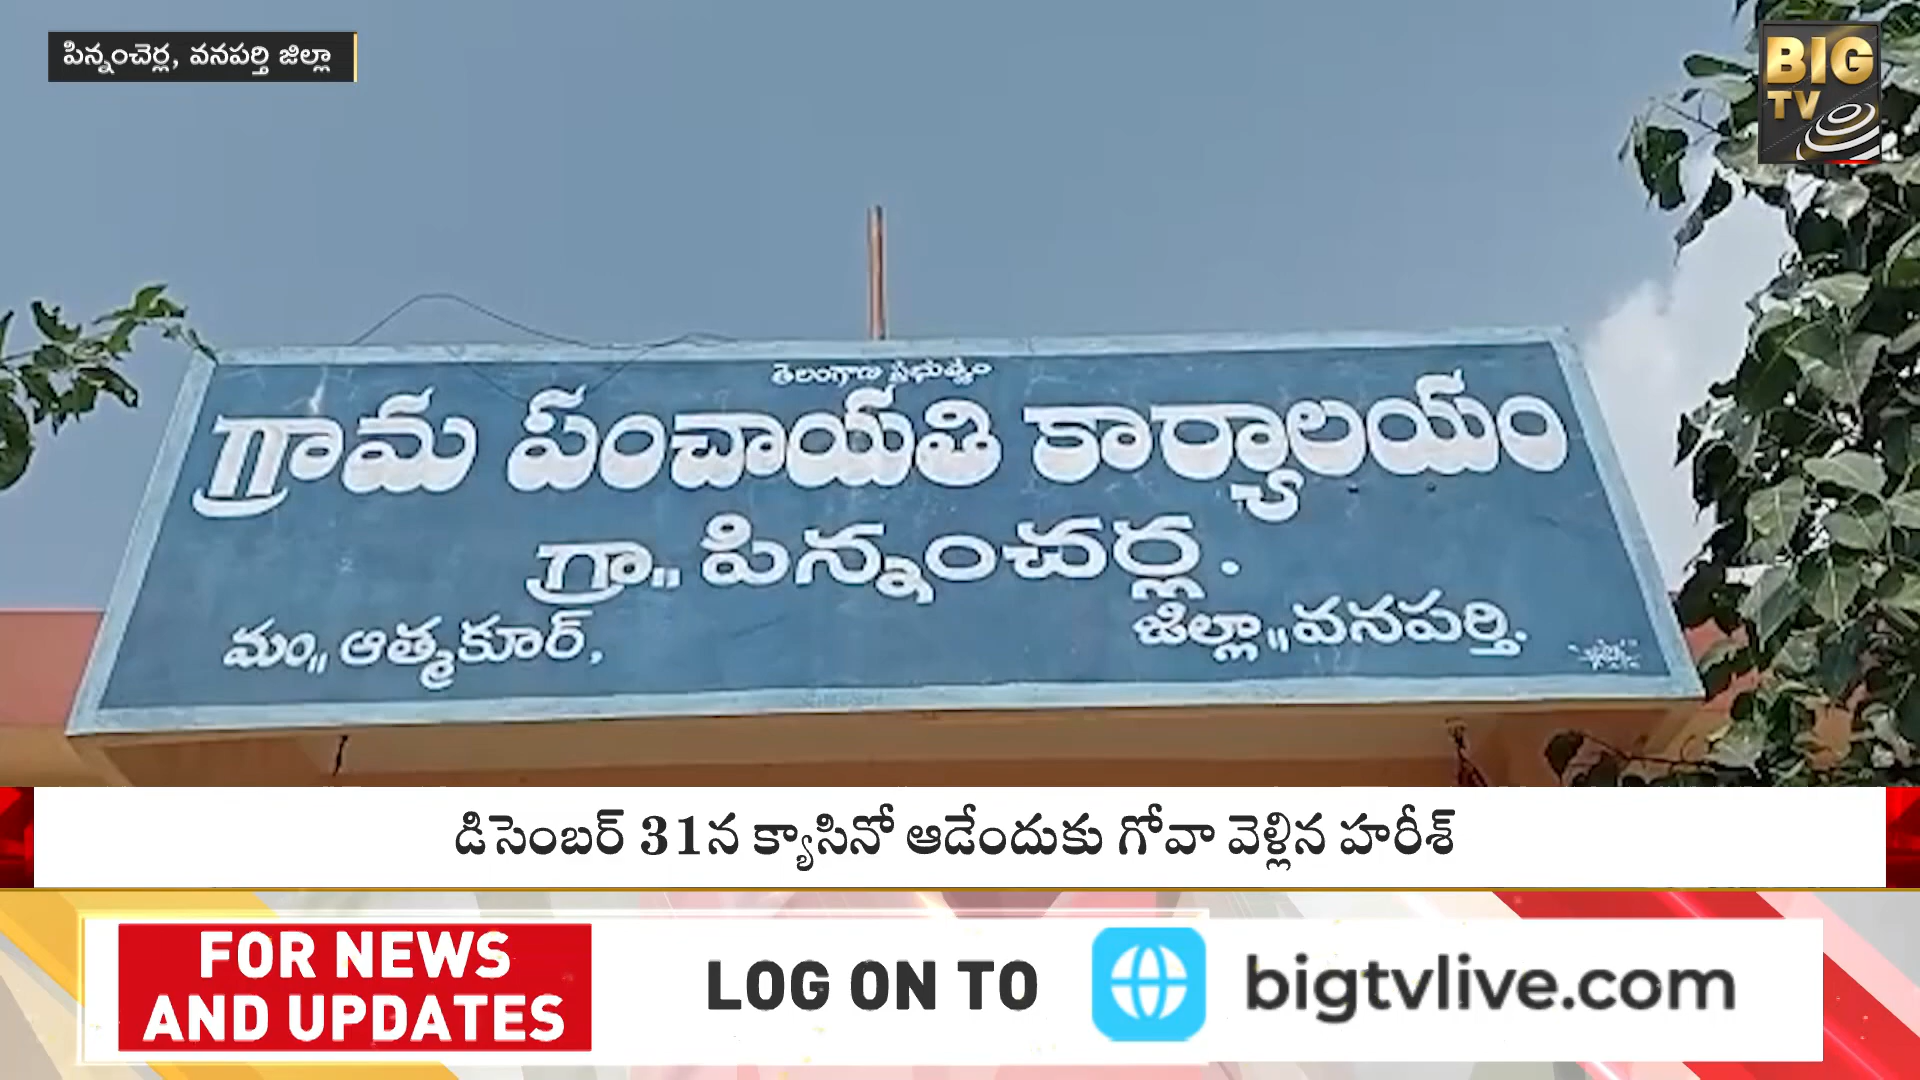 పిన్నంచెర్ల, వనపర్తి జిల్లా
BIG
TV
తెలంగాణ ప్రభుత్వం
గ్రామ పంచాయతి కార్యాలయం
గ్రా,, పిన్నంచర్ల.
మం,, ఆత్మకూర్,
జిల్లా,, వనపర్తి.
డిసెంబర్ 31న క్యాసినో ఆడేందుకు గోవా వెళ్లిన హరీశ్
FOR NEWS
AND UPDATES
LOG ON TO
bigtvlive.com